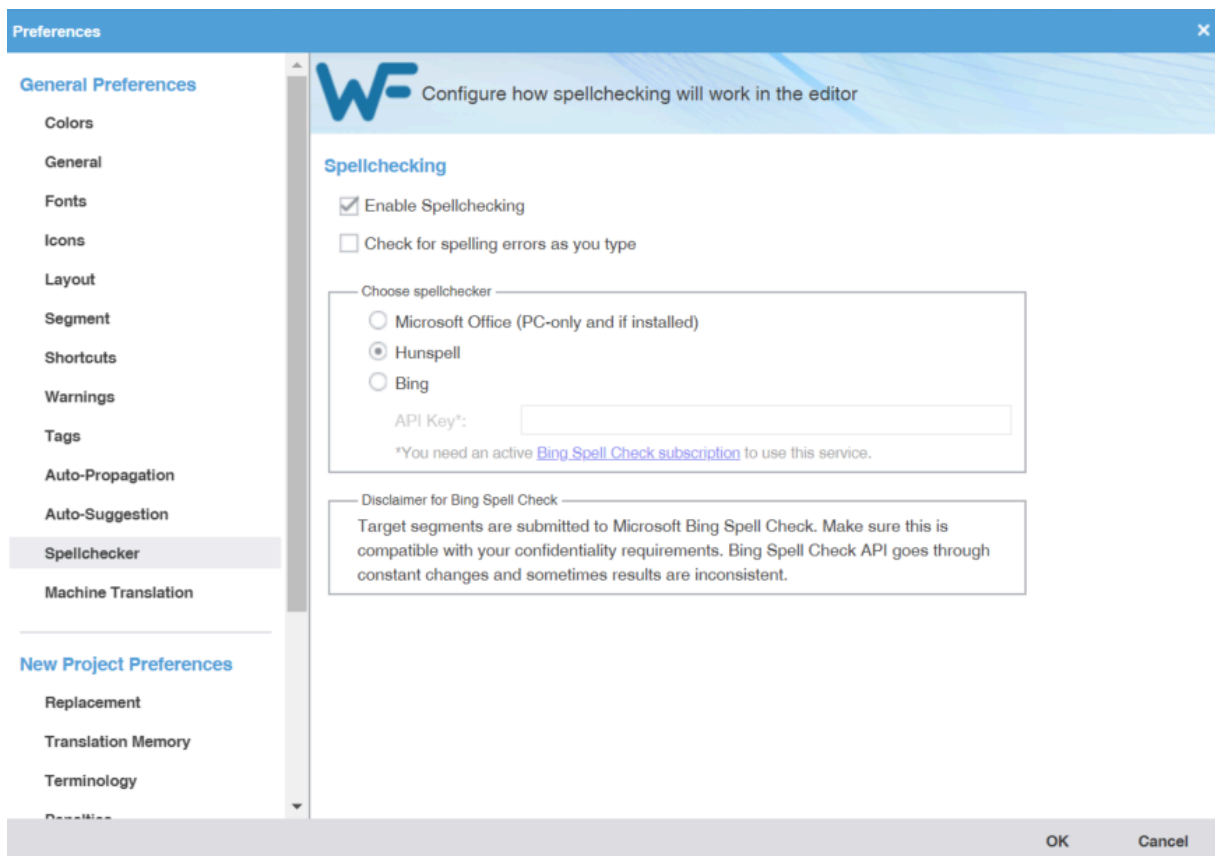 Preferences
General Preferences
Colors
General
Fonts
Icons
Layout
Segment
Shortcuts
Warnings
Tags
Auto-Propagation
Auto-Suggestion
Spellchecker
Machine Translation
New Project Preferences
Replacement
Translation Memory
Terminology
WF
Configure how spellchecking will work in the editor
Spellchecking
Enable Spellchecking
Check for spelling errors as you type
Choose spellchecker
Microsoft Office (PC-only and if installed)
Hunspell
Bing
API Key*:
*You need an active Bing Spell Check subscription to use this service.
Disclaimer for Bing Spell Check
Target segments are submitted to Microsoft Bing Spell Check. Make sure this is
compatible with your confidentiality requirements. Bing Spell Check API goes through
constant changes and sometimes results are inconsistent.
OK
Cancel